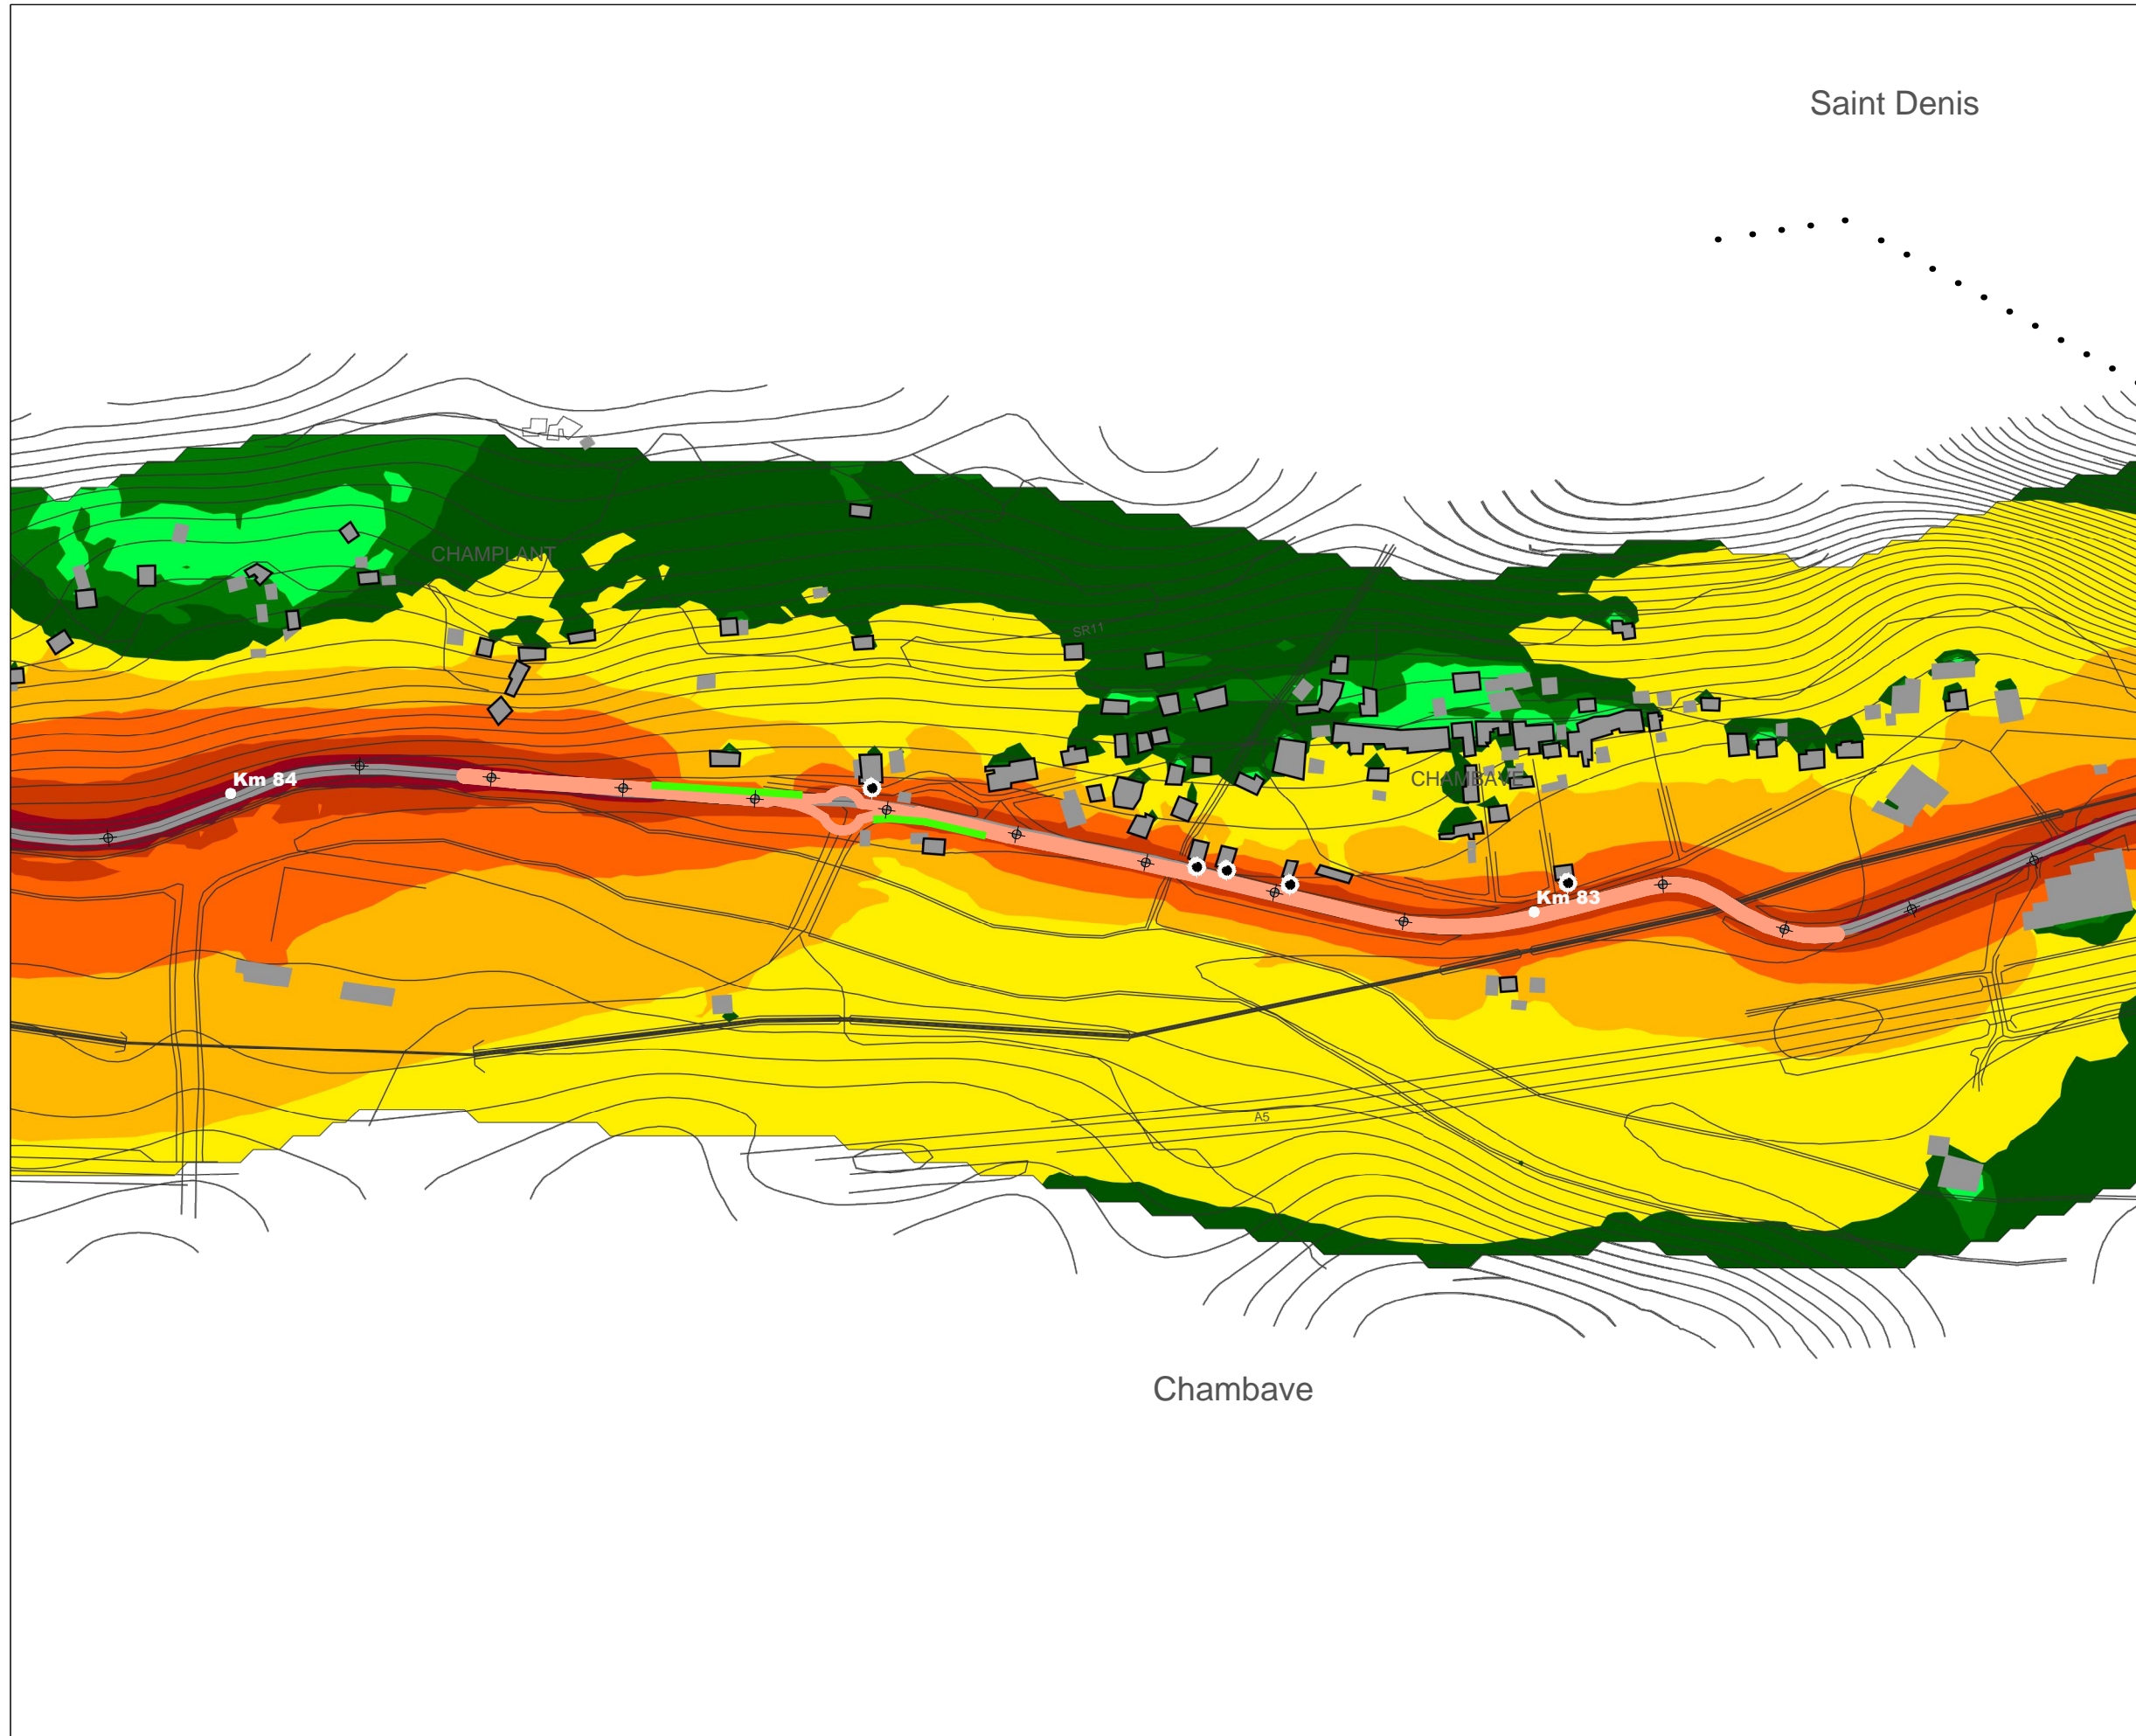 Saint Denis
CHAMPLANT
SR11
Km 84
CHAMBAVE
Km 83
A5
Chambave